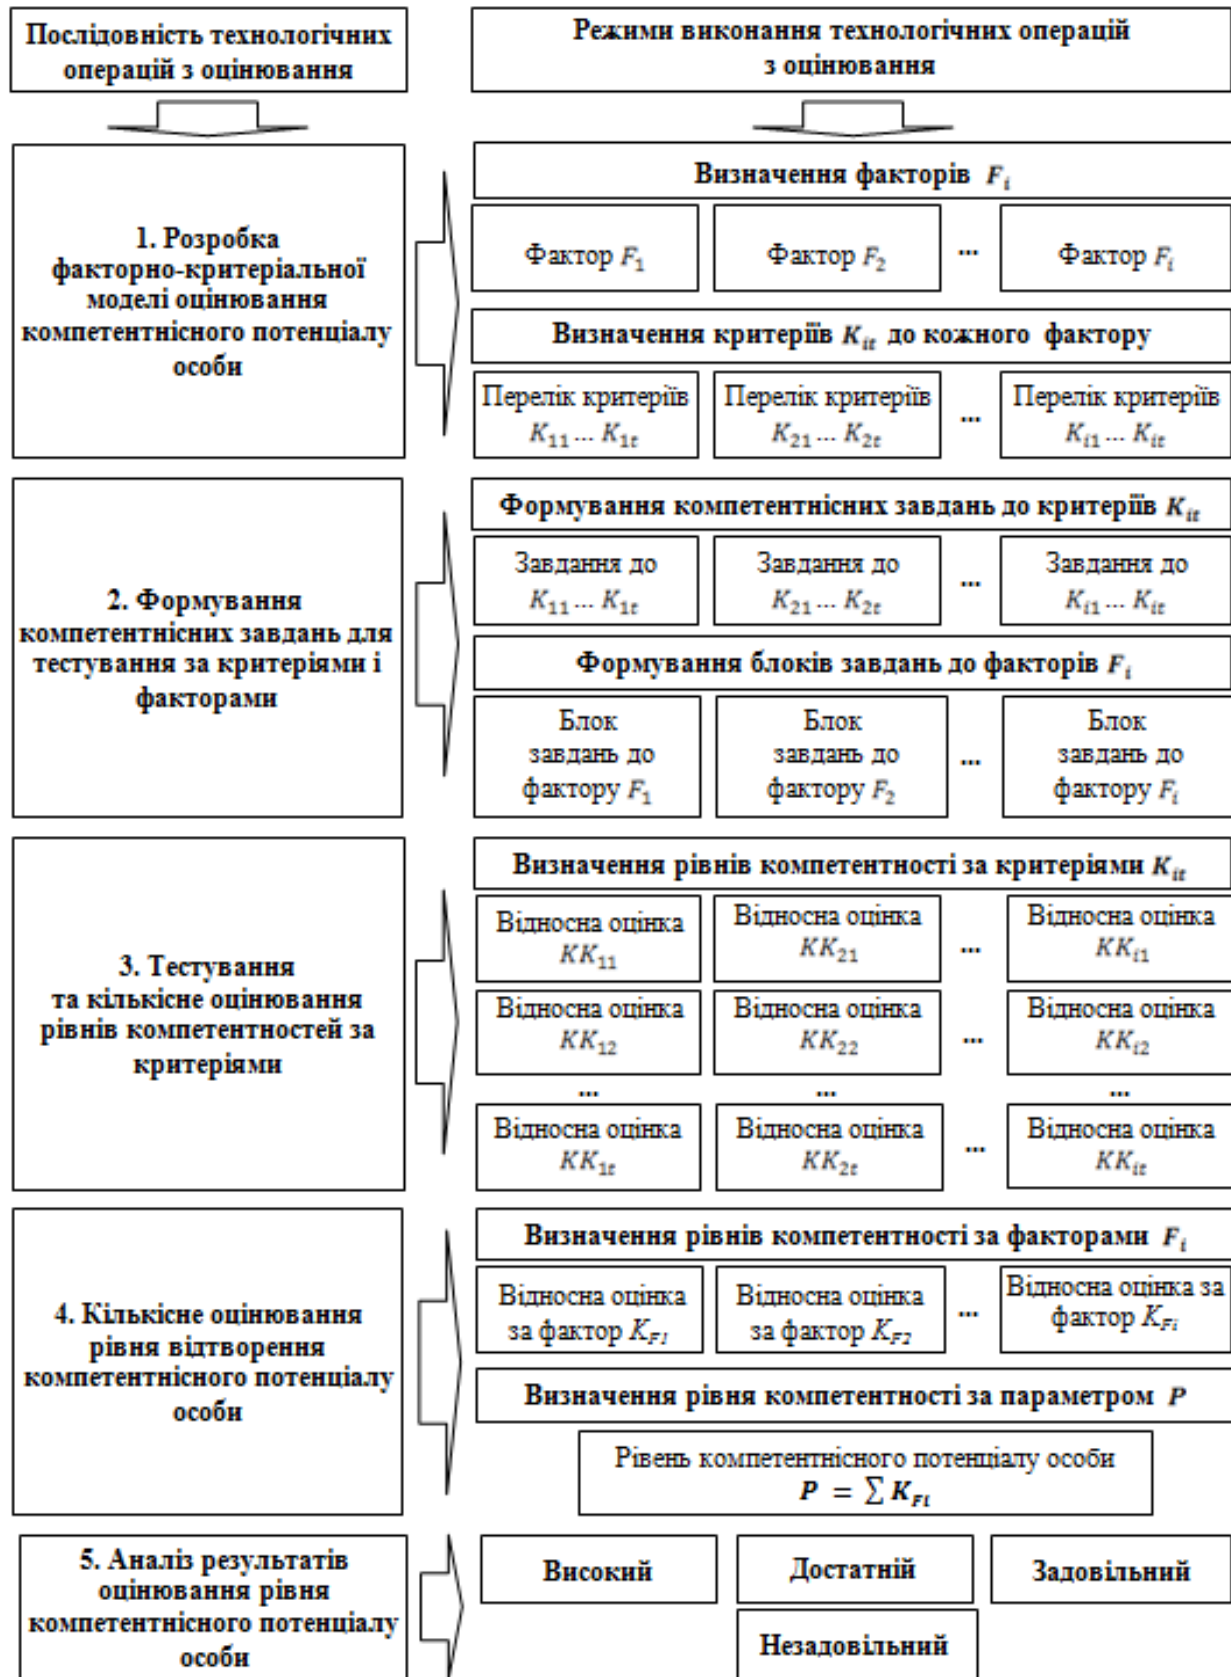 Послідовність технологічних
операцій з оцінювання
Режими виконання технологічних операцій
з оцінювання
1. Розробка
факторно-критеріальної
моделі оцінювання
компетентнісного потенціалу
особи
Визначення факторів F_i
Фактор F_1
Фактор F_2
...
Фактор F_i
Визначення критеріїв K_it до кожного фактору
Перелік критеріїв
K_11 ... K_1t
Перелік критеріїв
K_21 ... K_2t
...
Перелік критеріїв
K_i1 ... K_it
2. Формування
компетентнісних завдань для
тестування за критеріями і
факторами
Формування компетентнісних завдань до критеріїв K_it
Завдання до
K_11 ... K_1t
Завдання до
K_21 ... K_2t
...
Завдання до
K_i1 ... K_it
Формування блоків завдань до факторів F_i
Блок
завдань до
фактору F_1
Блок
завдань до
фактору F_2
...
Блок
завдань до
фактору F_i
3. Тестування
та кількісне оцінювання
рівнів компетентностей за
критеріями
Визначення рівнів компетентності за критеріями K_it
Відносна оцінка
KK_11
Відносна оцінка
KK_21
...
Відносна оцінка
KK_i1
Відносна оцінка
KK_12
Відносна оцінка
KK_22
...
Відносна оцінка
KK_i2
...
...
...
Відносна оцінка
KK_1t
Відносна оцінка
KK_2t
...
Відносна оцінка
KK_it
4. Кількісне оцінювання
рівня відтворення
компетентнісного потенціалу
особи
Визначення рівнів компетентності за факторами F_i
Відносна оцінка
за фактор K_F1
Відносна оцінка
за фактор K_F2
...
Відносна оцінка за
фактор K_Fi
Визначення рівня компетентності за параметром P
Рівень компетентнісного потенціалу особи
P = ∑ K_Fi
5. Аналіз результатів
оцінювання рівня
компетентнісного потенціалу
особи
Високий
Достатній
Задовільний
Незадовільний